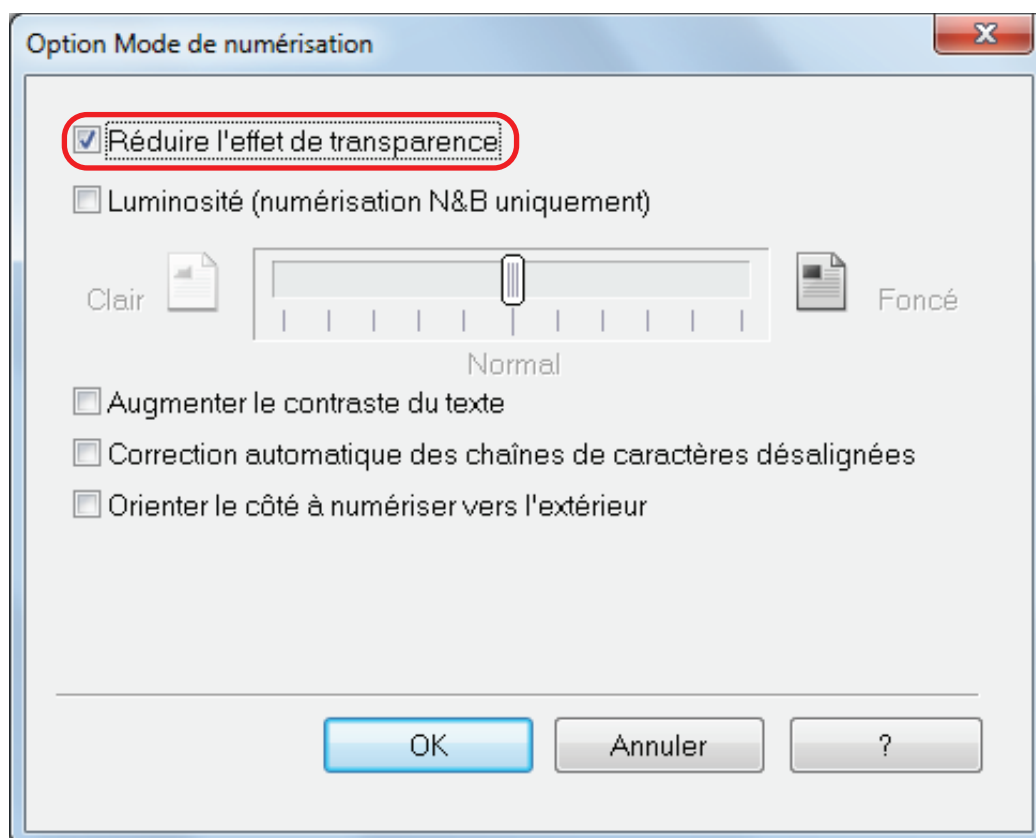 Option Mode de numérisation
Réduire l'effet de transparence
Luminosité (numérisation N&B uniquement)
Clair Foncé
Normal
Augmenter le contraste du texte
Correction automatique des chaînes de caractères désalignées
Orienter le côté à numériser vers l'extérieur
OK Annuler ?